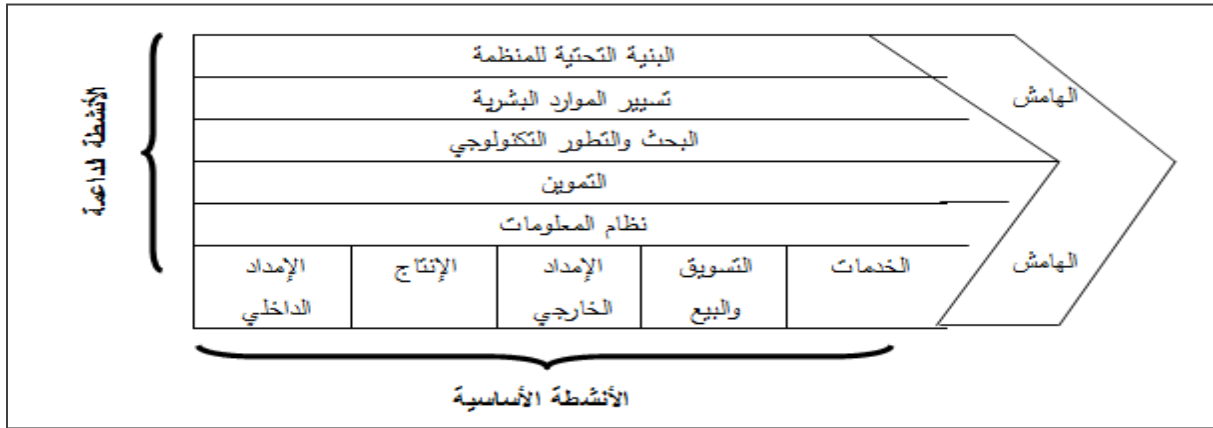 البنية التحتية للمنظمة
تسيير الموارد البشرية
البحث والتطور التكنولوجي
التموين
نظام المعلومات
الهامش
الهامش
الأنشطة الداعمة
الإمداد
الداخلي
الإنتاج
الإمداد
الخارجي
التسويق
والبيع
الخدمات
الأنشطة الأساسية